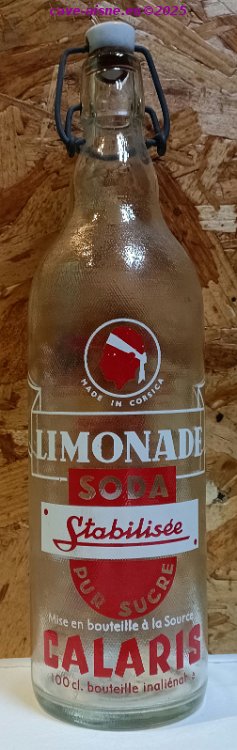 cave-aisne.eu©2025
MADE IN CORSICA
LIMONADE
SODA
Stabilisée
PUR SUCRE
Mise en bouteille à la Source
CALARIS
100 cl. bouteille